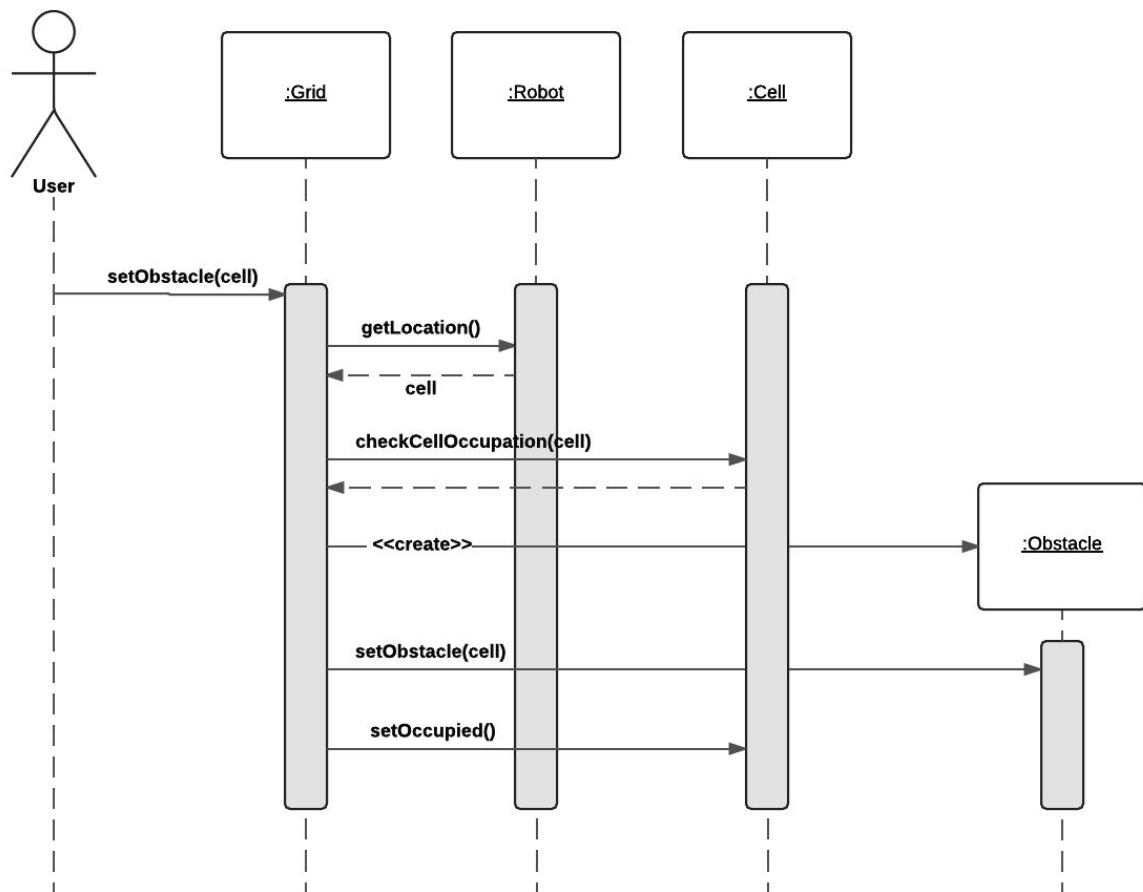 :Grid
:Robot
:Cell
User
setObstacle(cell)
getLocation()
cell
checkCellOccupation(cell)
<<create>>
:Obstacle
setObstacle(cell)
setOccupied()